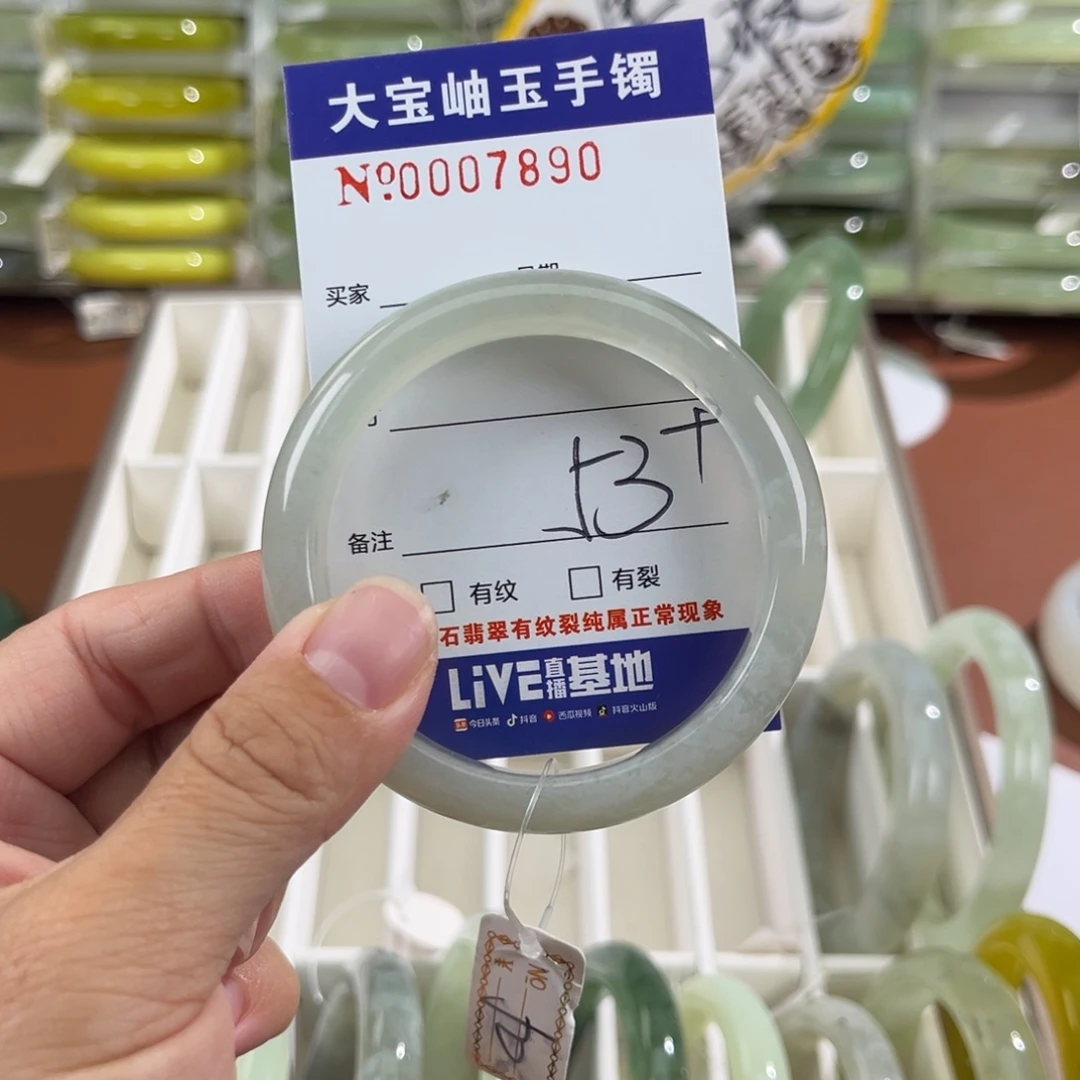 大宝岫玉手镯
Nº0007890
买家
日期
53+
备注
□ 有纹 □ 有裂
石翡翠有纹裂纯属正常现象
LiVE直播基地
今日头条 抖音 西瓜视频 抖音火山版
NO